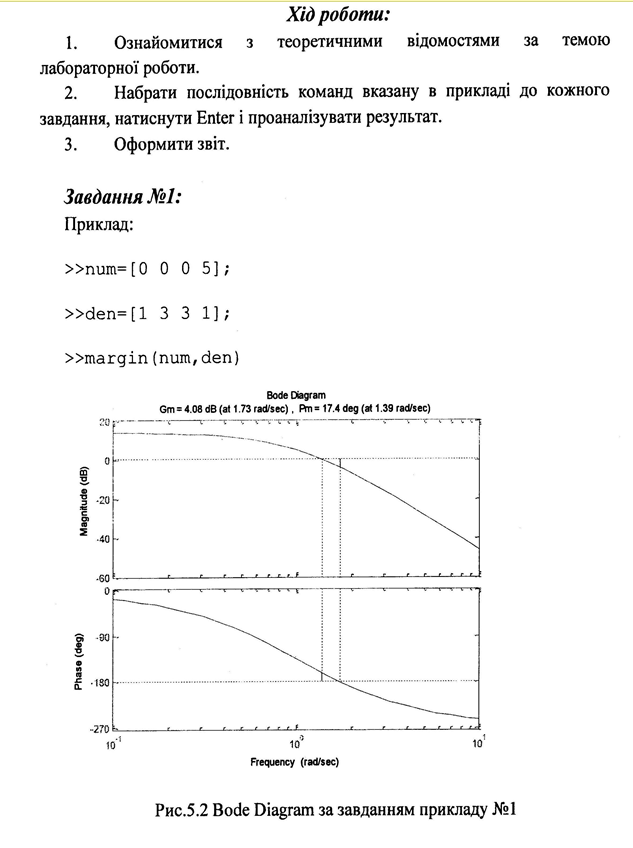 Хід роботи:
1. Ознайомитися з теоретичними відомостями за темою
лабораторної роботи.
2. Набрати послідовність команд вказану в прикладі до кожного
завдання, натиснути Enter і проаналізувати результат.
3. Оформити звіт.
Завдання №1:
Приклад:
>>num=[0 0 0 5];
>>den=[1 3 3 1];
>>margin(num,den)
Bode Diagram
Gm = 4.08 dB (at 1.73 rad/sec) , Pm = 17.4 deg (at 1.39 rad/sec)
Magnitude (dB)
20
0
-20
-40
-60
Phase (deg)
0
-90
-180
-270
10^-1 10^0 10^1
Frequency (rad/sec)
Рис.5.2 Bode Diagram за завданням прикладу №1